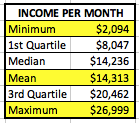 INCOME PER MONTH
Minimum $2,094
1st Quartile $8,047
Median $14,236
Mean $14,313
3rd Quartile $20,462
Maximum $26,999